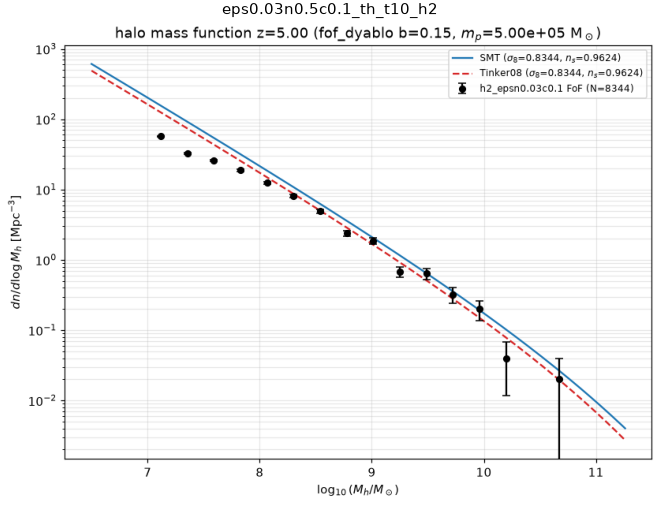 eps0.03n0.5c0.1_th_t10_h2
halo mass function z=5.00 (fof_dyablo b=0.15, m_p=5.00e+05 M_⊙)
SMT (σ_8=0.8344, n_s=0.9624)
Tinker08 (σ_8=0.8344, n_s=0.9624)
h2_epsn0.03c0.1 FoF (N=8344)
dn/dlog M_h [Mpc^{-3}]
10^3
10^2
10^1
10^0
10^{-1}
10^{-2}
7 8 9 10 11
log_{10}(M_h/M_⊙)